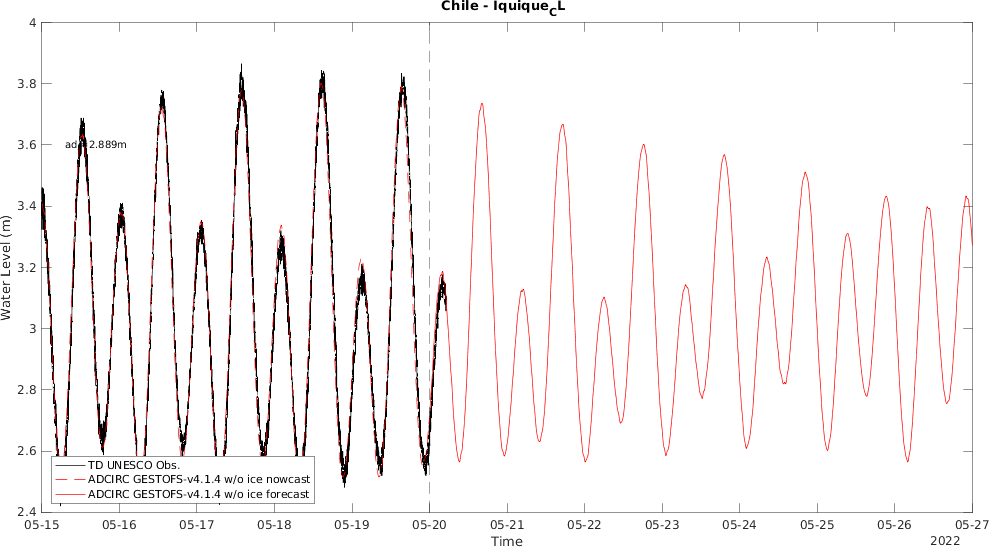 Chile - Iquique_CL
Water Level (m)
4
3.8
3.6
3.4
3.2
3
2.8
2.6
2.4
2.889m
TD UNESCO Obs.
ADCIRC GESTOFS-v4.1.4 w/o ice nowcast
ADCIRC GESTOFS-v4.1.4 w/o ice forecast
05-15 05-16 05-17 05-18 05-19 05-20 05-21 05-22 05-23 05-24 05-25 05-26 05-27
Time
2022